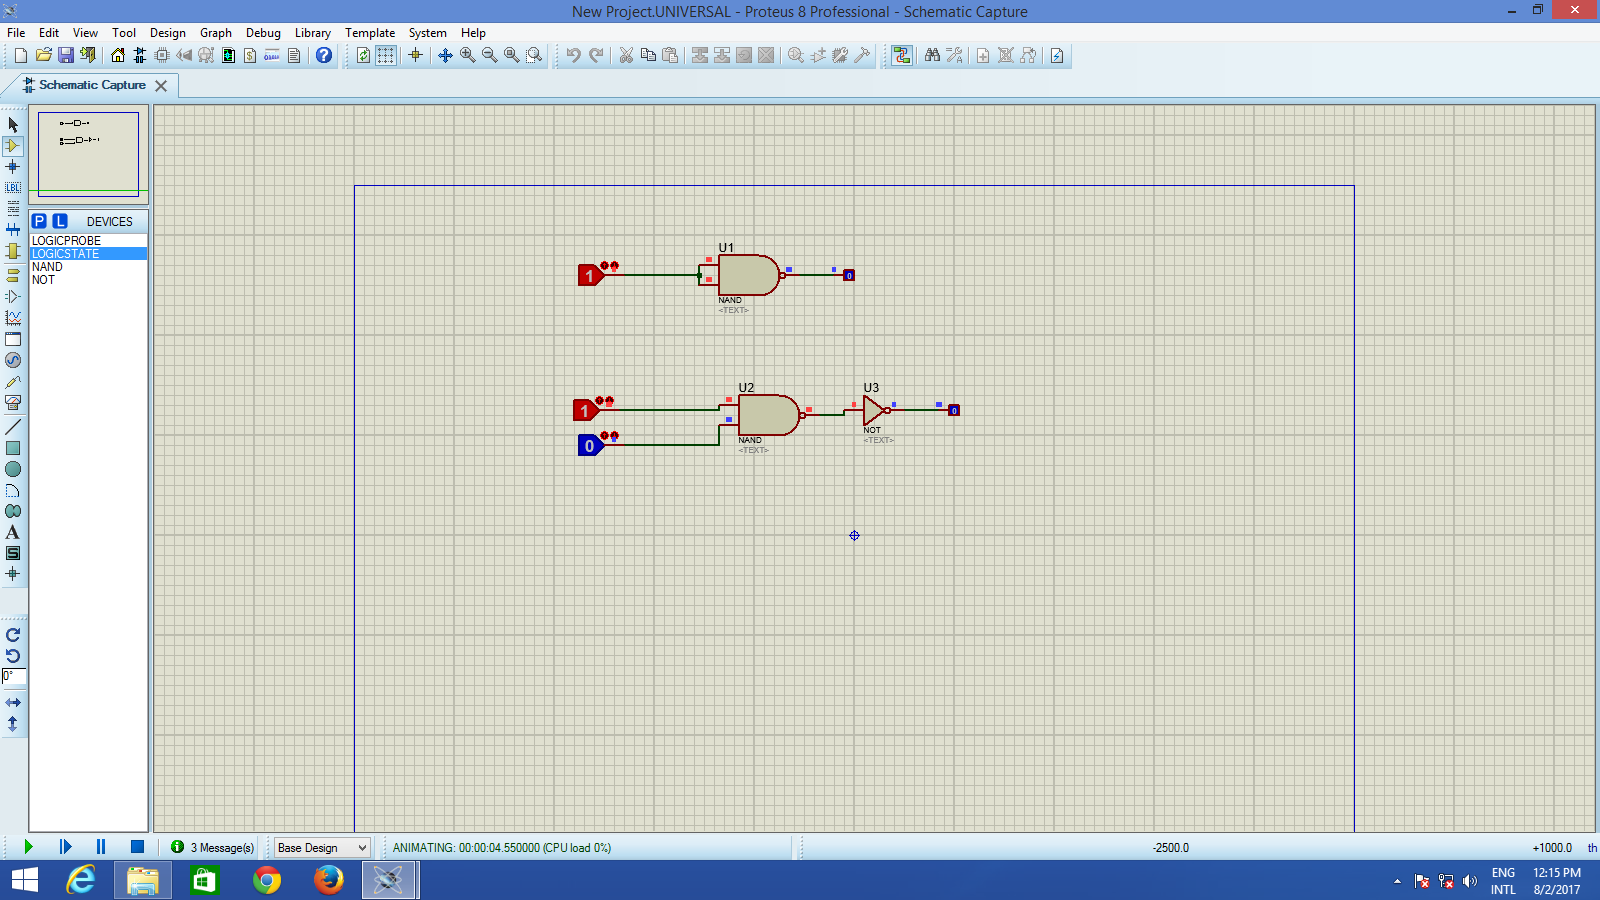 New Project.UNIVERSAL - Proteus 8 Professional - Schematic Capture
File Edit View Tool Design Graph Debug Library Template System Help
Schematic Capture
P L DEVICES
LOGICPROBE
LOGICSTATE
NAND
NOT
LBL
A
S
0°
U1
1
0
NAND
<TEXT>
U2
U3
1
0
0
NAND
<TEXT>
NOT
<TEXT>
3 Message(s)
Base Design
ANIMATING: 00:00:04.550000 (CPU load 0%)
-2500.0
+1000.0
th
ENG
INTL
12:15 PM
8/2/2017